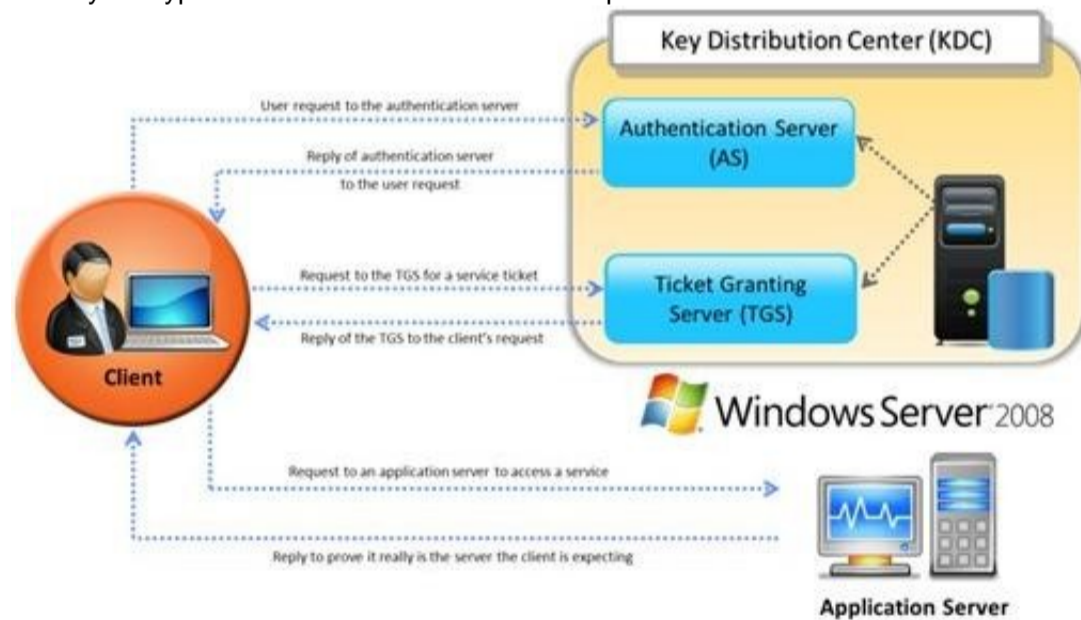 Key Distribution Center (KDC)
User request to the authentication server
Authentication Server
(AS)
Reply of authentication server
to the user request
Request to the TGS for a service ticket
Ticket Granting
Server (TGS)
Reply of the TGS to the client's request
Client
Windows Server 2008
Request to an application server to access a service
Reply to prove it really is the server the client is expecting
Application Server